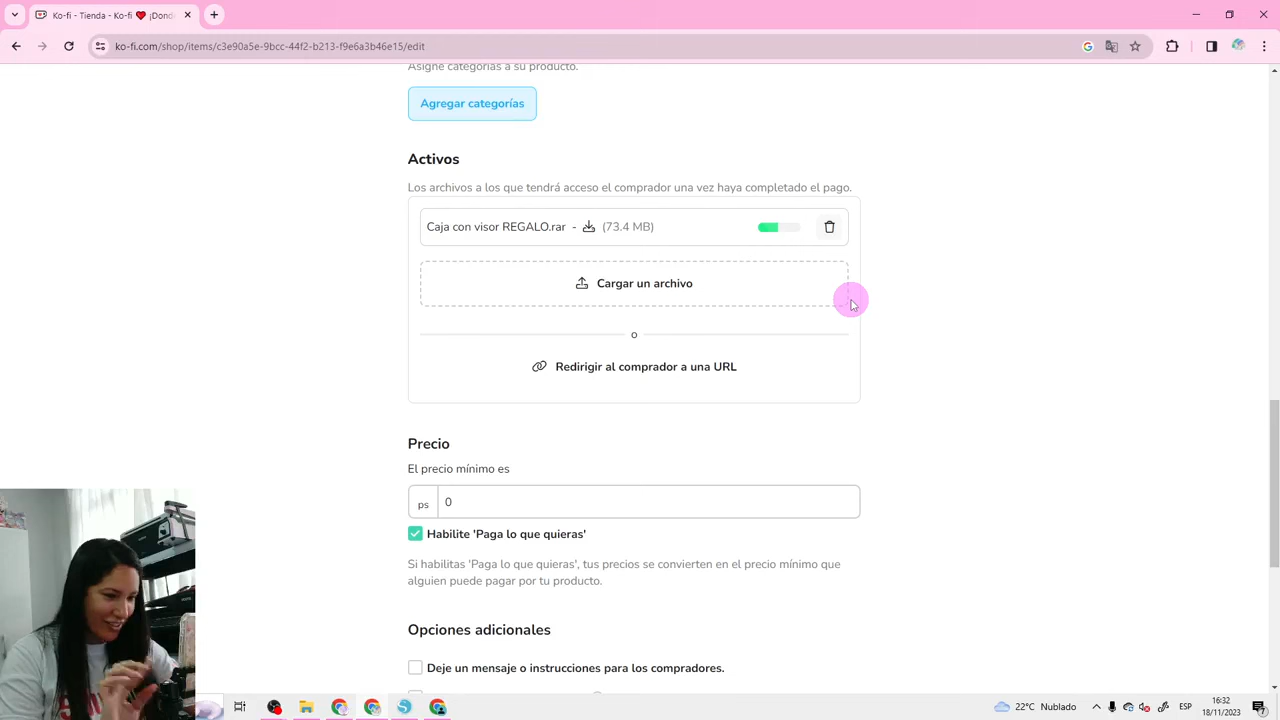 Ko-fi - Tienda - Kofi ❤️ ¡Dond
ko-fi.com/shop/items/c3e90a5e-9bcc-44f2-b213-f9e6a3b46e15/edit
Asigne categorías a su producto.
Agregar categorías
Activos
Los archivos a los que tendrá acceso el comprador una vez haya completado el pago.
Caja con visor REGALO.rar - (73.4 MB)
Cargar un archivo
o
Redirigir al comprador a una URL
Precio
El precio mínimo es
ps 0
Habilite 'Paga lo que quieras'
Si habilitas 'Paga lo que quieras', tus precios se convierten en el precio mínimo que
alguien puede pagar por tu producto.
Opciones adicionales
Deje un mensaje o instrucciones para los compradores.
22°C Nublado
ESP
16:32
18/11/2023